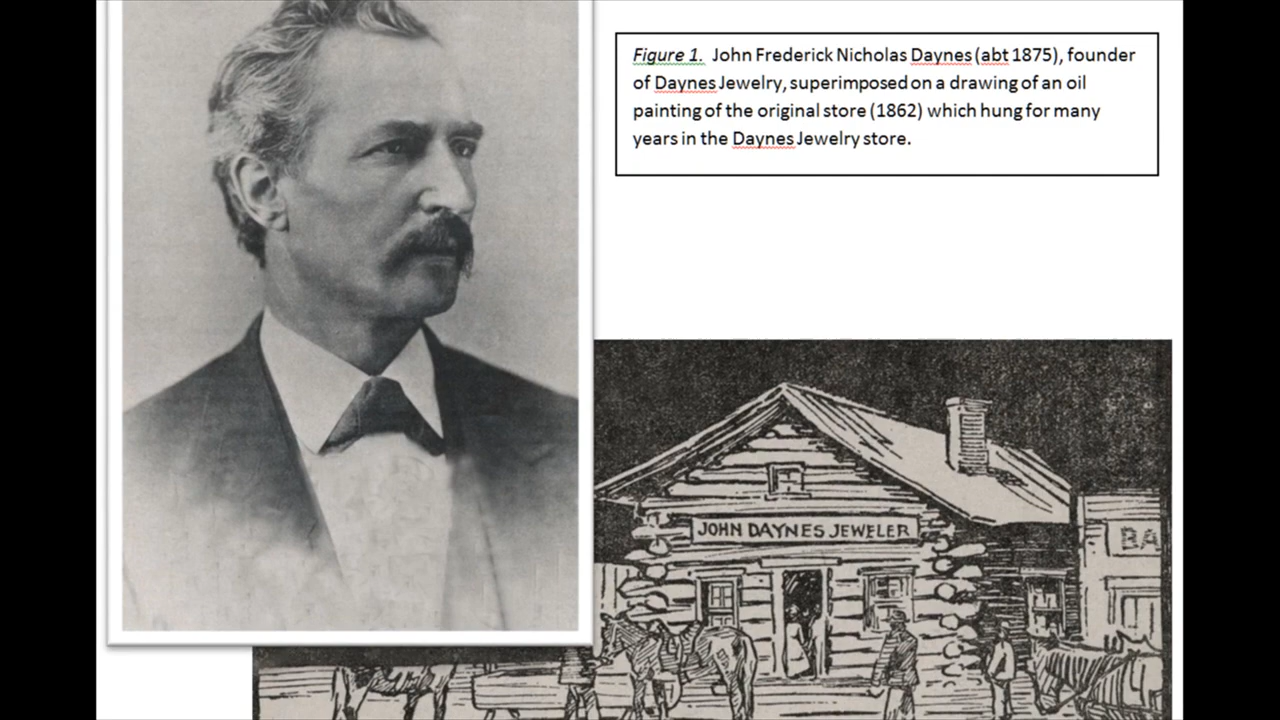 Figure 1. John Frederick Nicholas Daynes (abt 1875), founder
of Daynes Jewelry, superimposed on a drawing of an oil
painting of the original store (1862) which hung for many
years in the Daynes Jewelry store.
JOHN DAYNES JEWELER
BA